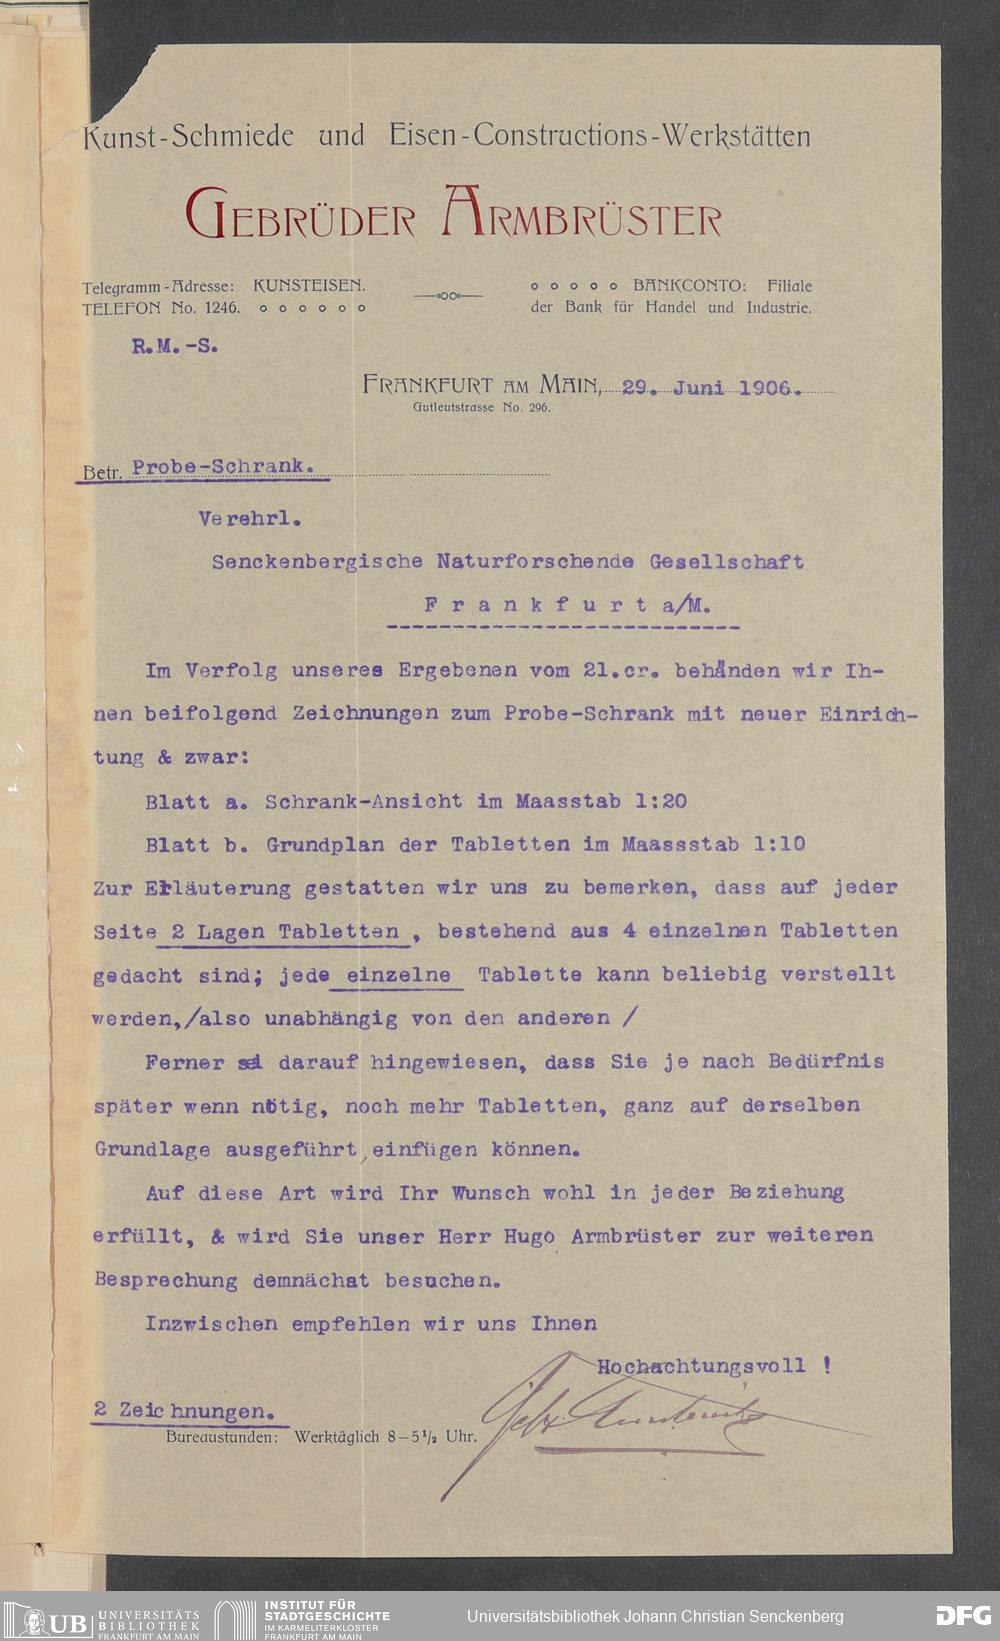 Kunst-Schmiede und Eisen-Constructions-Werkstätten
GEBRÜDER ARMBRÜSTER
Telegramm-Adresse: KUNSTEISEN.
TELEFON No. 1246.
BANKCONTO: Filiale
der Bank für Handel und Industrie.
R.M.-S.
FRANKFURT AM MAIN, 29. Juni 1906.
Gutleutstrasse No. 296.
Betr. Probe-Schrank.
Verehrl.
Senckenbergische Naturforschende Gesellschaft
Frankfurt a/M.
Im Verfolg unseres Ergebenen vom 21.cr. behänden wir Ih-
nen beifolgend Zeichnungen zum Probe-Schrank mit neuer Einrich-
tung & zwar:
Blatt a. Schrank-Ansicht im Maasstab 1:20
Blatt b. Grundplan der Tabletten im Maassstab 1:10
Zur Erläuterung gestatten wir uns zu bemerken, dass auf jeder
Seite 2 Lagen Tabletten , bestehend aus 4 einzelnen Tabletten
gedacht sind; jede einzelne Tablette kann beliebig verstellt
werden,/also unabhängig von den anderen /
Ferner sei darauf hingewiesen, dass Sie je nach Bedürfnis
später wenn nötig, noch mehr Tabletten, ganz auf derselben
Grundlage ausgeführt, einfügen können.
Auf diese Art wird Ihr Wunsch wohl in jeder Beziehung
erfüllt, & wird Sie unser Herr Hugo Armbrüster zur weiteren
Besprechung demnächat besuchen.
Inzwischen empfehlen wir uns Ihnen
Hochachtungsvoll !
Gebr. Armbrüster
2 Zeichnungen.
Bureaustunden: Werktäglich 8-5 1/2 Uhr.
UB UNIVERSITÄTS
BIBLIOTHEK
FRANKFURT AM MAIN
INSTITUT FÜR
STADTGESCHICHTE
IM KARMELITERKLOSTER
FRANKFURT AM MAIN
Universitätsbibliothek Johann Christian Senckenberg
DFG